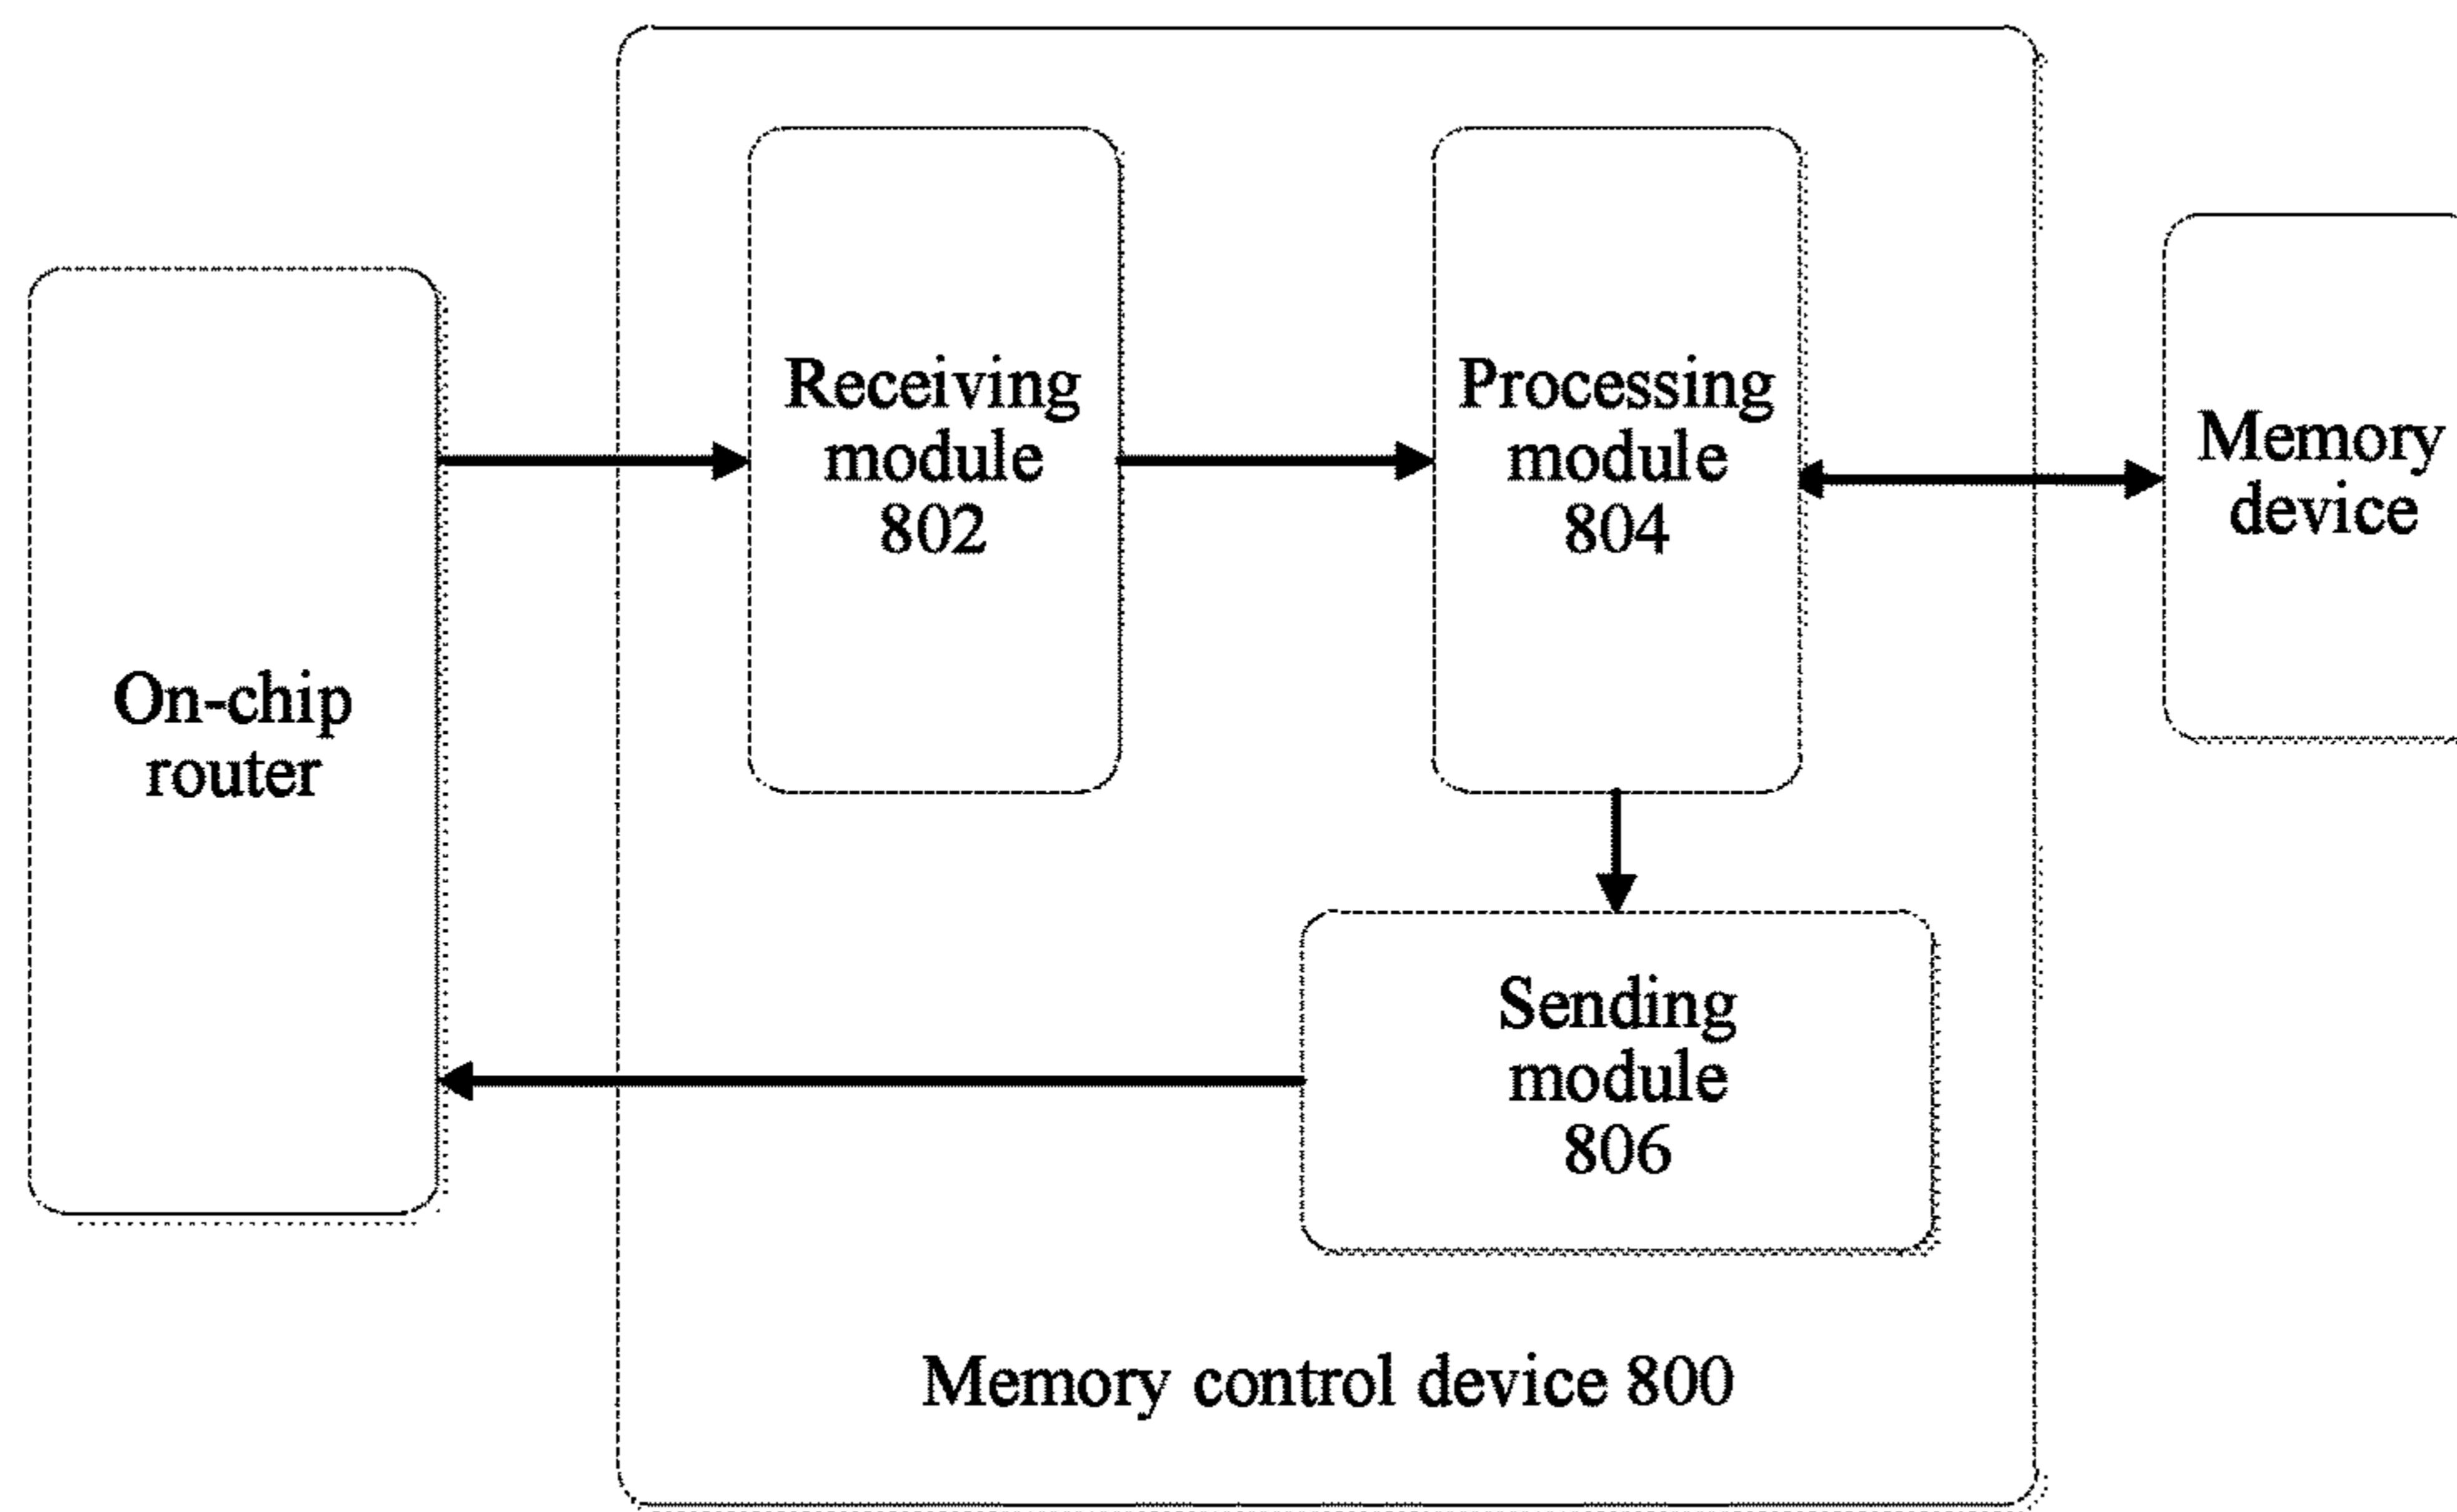 On-chip
router
Receiving
module
802
Processing
module
804
Memory
device
Sending
module
806
Memory control device 800